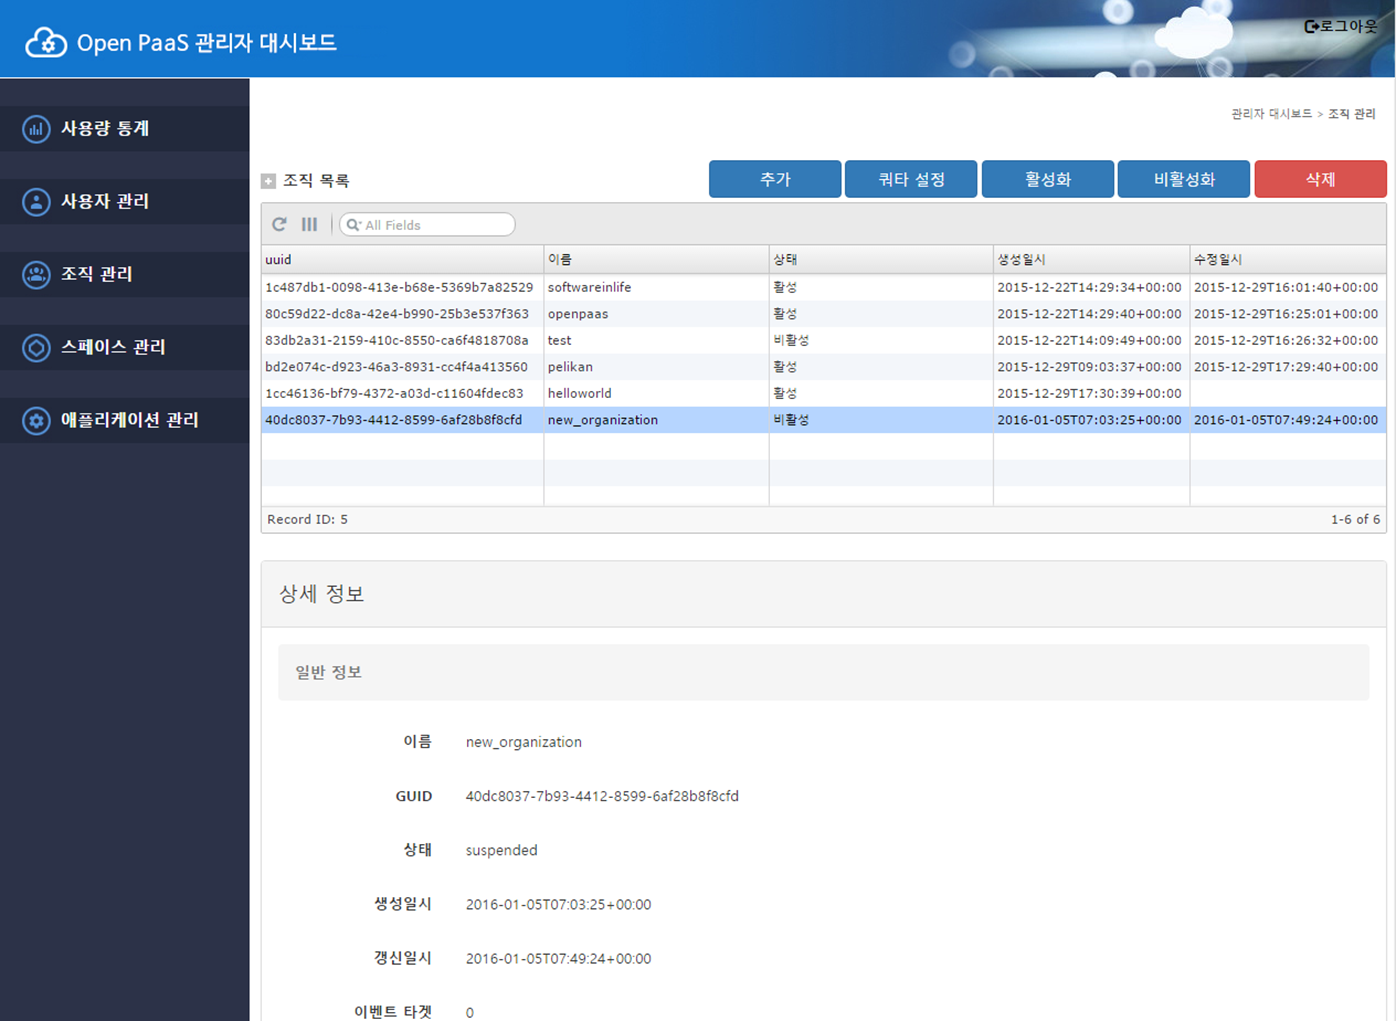 Open PaaS 관리자 대시보드
로그아웃
사용량 통계
사용자 관리
조직 관리
스페이스 관리
애플리케이션 관리
관리자 대시보드 > 조직 관리
조직 목록
추가 쿼타 설정 활성화 비활성화 삭제
All Fields
uuid 이름 상태 생성일시 수정일시
1c487db1-0098-413e-b68e-5369b7a82529 softwareinlife 활성 2015-12-22T14:29:34+00:00 2015-12-29T16:01:40+00:00
80c59d22-dc8a-42e4-b990-25b3e537f363 openpaas 활성 2015-12-22T14:29:40+00:00 2015-12-29T16:25:01+00:00
83db2a31-2159-410c-8550-ca6f4818708a test 비활성 2015-12-22T14:09:49+00:00 2015-12-29T16:26:32+00:00
bd2e074c-d923-46a3-8931-cc4f4a413560 pelikan 활성 2015-12-29T09:03:37+00:00 2015-12-29T17:29:40+00:00
1cc46136-bf79-4372-a03d-c11604fdec83 helloworld 활성 2015-12-29T17:30:39+00:00
40dc8037-7b93-4412-8599-6af28b8f8cfd new_organization 비활성 2016-01-05T07:03:25+00:00 2016-01-05T07:49:24+00:00
Record ID: 5 1-6 of 6
상세 정보
일반 정보
이름 new_organization
GUID 40dc8037-7b93-4412-8599-6af28b8f8cfd
상태 suspended
생성일시 2016-01-05T07:03:25+00:00
갱신일시 2016-01-05T07:49:24+00:00
이벤트 타겟 0